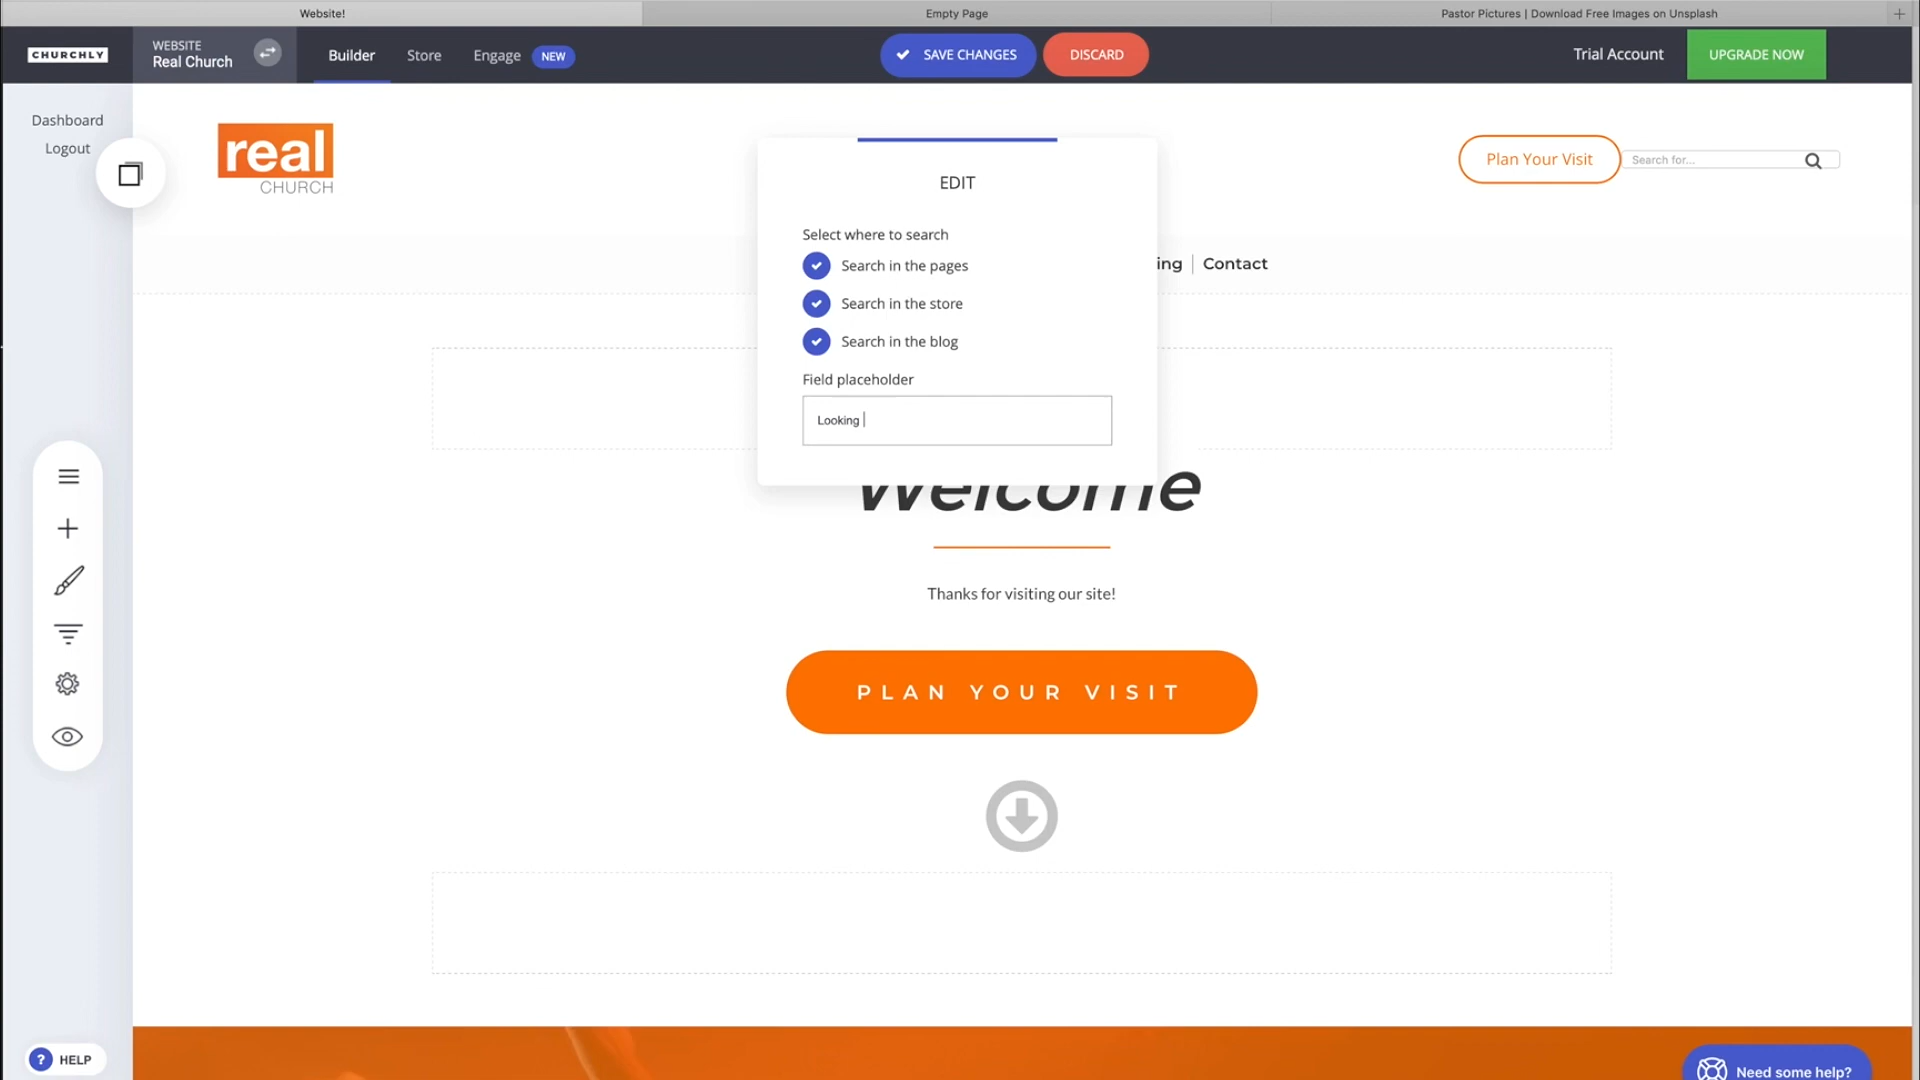 Website!
Empty Page
Pastor Pictures | Download Free Images on Unsplash
CHURCHLY
WEBSITE
Real Church
Builder
Store
Engage
NEW
SAVE CHANGES
DISCARD
Trial Account
UPGRADE NOW
Dashboard
Logout
real
CHURCH
Plan Your Visit
Search for...
EDIT
Select where to search
Search in the pages
Search in the store
Search in the blog
Field placeholder
Looking
ing
Contact
Welcome
Thanks for visiting our site!
PLAN YOUR VISIT
? HELP
Need some help?